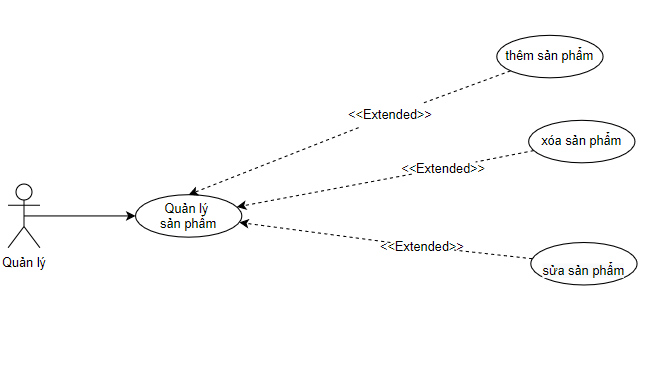 thêm sản phẩm
<<Extended>>
xóa sản phẩm
<<Extended>>
Quản lý
sản phẩm
<<Extended>>
Quản lý
sửa sản phẩm